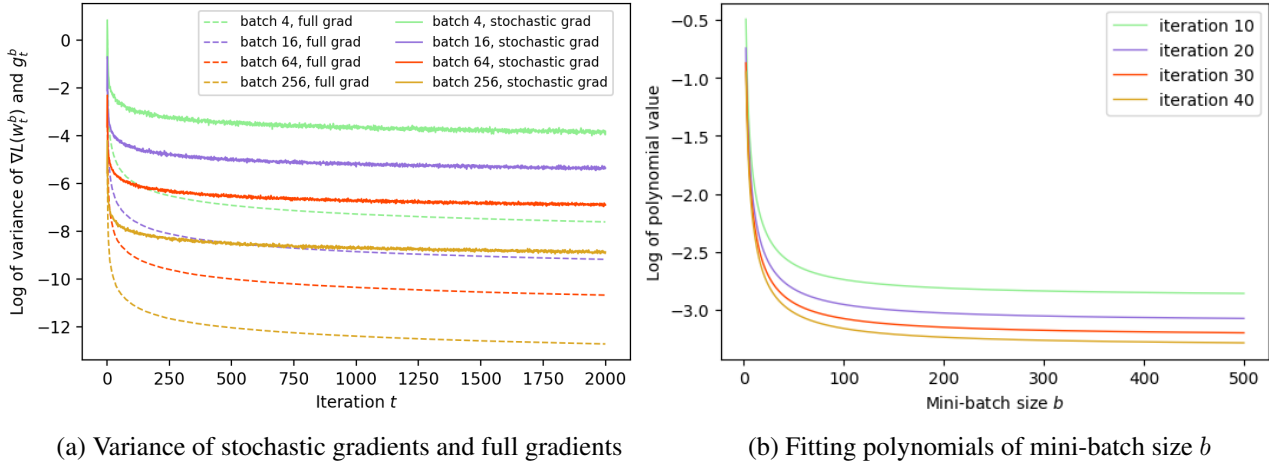 Log of variance of ∇L(w_t^b) and g_t^b
0
−2
−4
−6
−8
−10
−12
batch 4, full grad
batch 16, full grad
batch 64, full grad
batch 256, full grad
batch 4, stochastic grad
batch 16, stochastic grad
batch 64, stochastic grad
batch 256, stochastic grad
0 250 500 750 1000 1250 1500 1750 2000
Iteration t
(a) Variance of stochastic gradients and full gradients
Log of polynomial value
−0.5
−1.0
−1.5
−2.0
−2.5
−3.0
iteration 10
iteration 20
iteration 30
iteration 40
0 100 200 300 400 500
Mini-batch size b
(b) Fitting polynomials of mini-batch size b